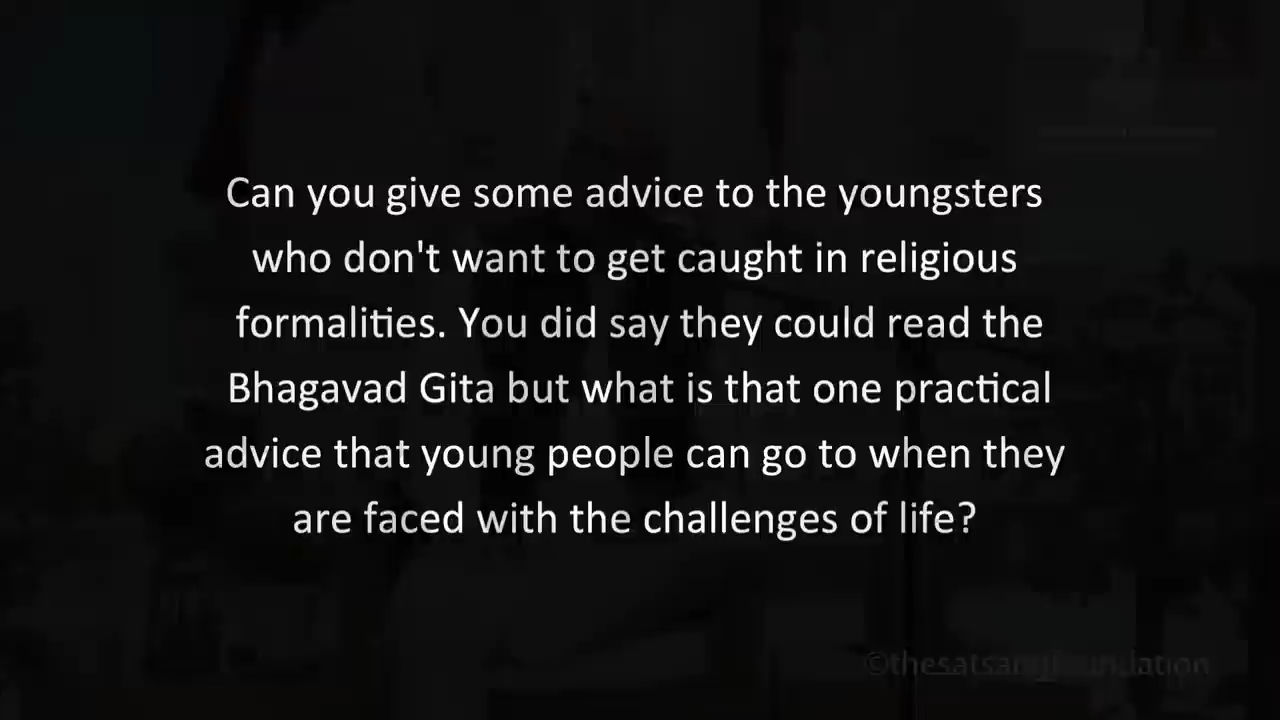 Can you give some advice to the youngsters
who don't want to get caught in religious
formalities. You did say they could read the
Bhagavad Gita but what is that one practical
advice that young people can go to when they
are faced with the challenges of life?
©thesatsangfoundation